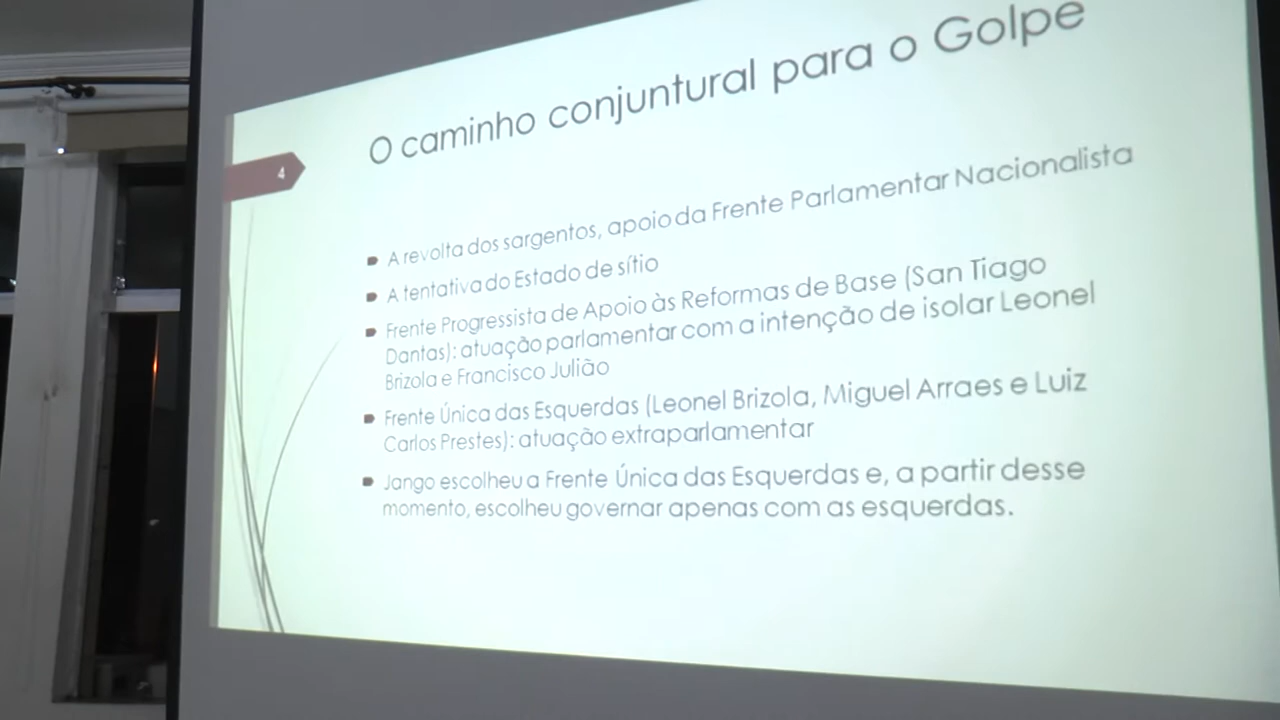 O caminho conjuntural para o Golpe
4
A revolta dos sargentos, apoio da Frente Parlamentar Nacionalista
A tentativa do Estado de sítio
Frente Progressista de Apoio às Reformas de Base (San Tiago
Dantas): atuação parlamentar com a intenção de isolar Leonel
Brizola e Francisco Julião
Frente Única das Esquerdas (Leonel Brizola, Miguel Arraes e Luiz
Carlos Prestes): atuação extraparlamentar
Jango escolheu a Frente Única das Esquerdas e, a partir desse
momento, escolheu governar apenas com as esquerdas.